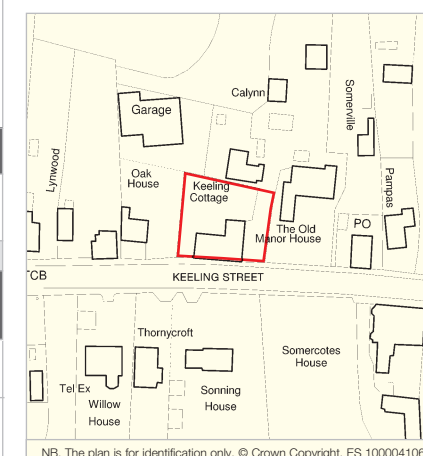 Calynn
Somerville
Garage
Lynwood
Oak
House
Keeling
Cottage
Pampas
The Old
Manor House
PO
TCB
KEELING STREET
Thornycroft
Somercotes
House
Tel Ex
Willow
House
Sonning
House
NB. The plan is for identification only. © Crown Copyright. ES 100004106